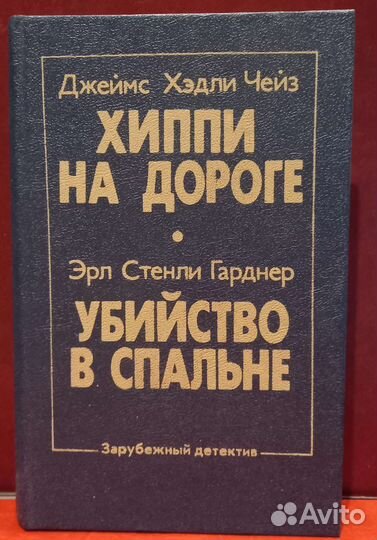 Джеймс Хэдли Чейз
ХИППИ
НА ДОРОГЕ
•
Эрл Стенли Гарднер
УБИЙСТВО
В СПАЛЬНЕ
Зарубежный детектив
Avito